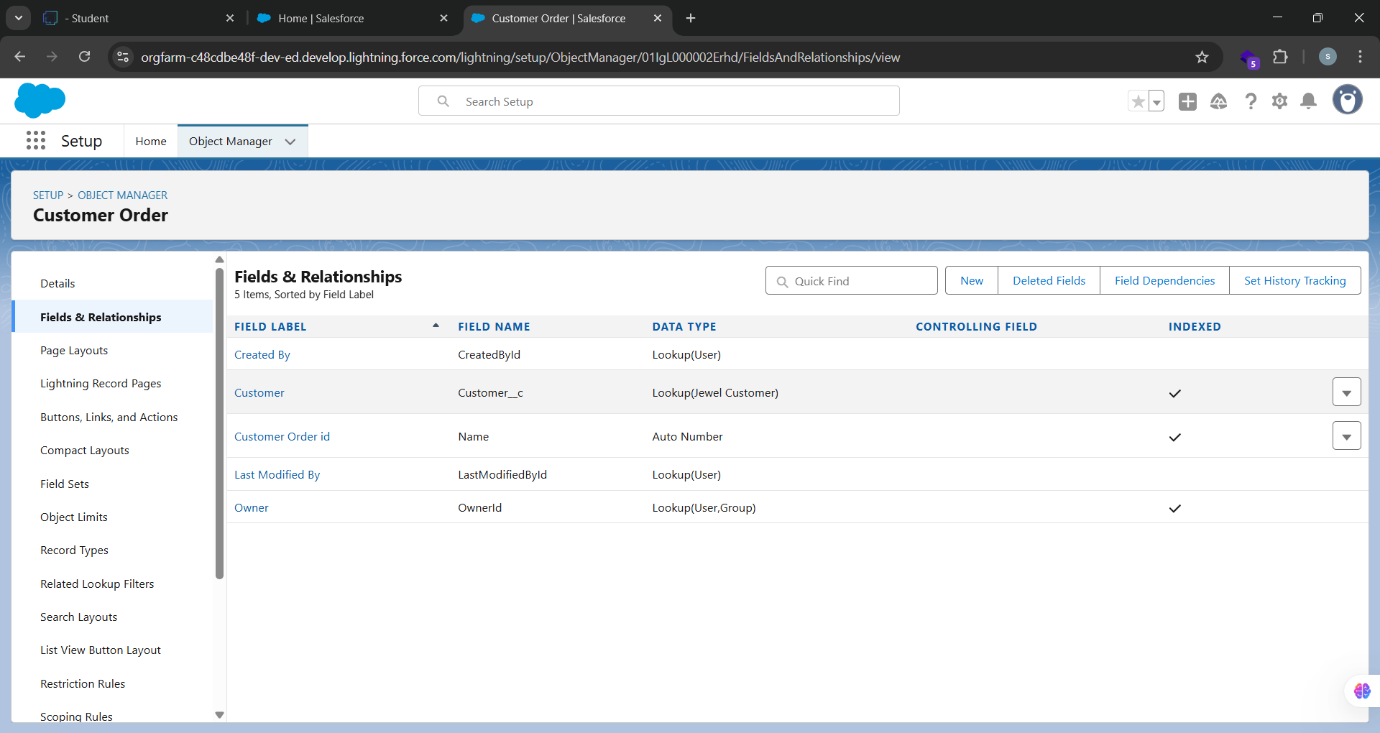 - Student
Home | Salesforce
Customer Order | Salesforce
orgfarm-c48cdbe48f-dev-ed.develop.lightning.force.com/lightning/setup/ObjectManager/01IgL000002Erhd/FieldsAndRelationships/view
5
S
Search Setup
Setup
Home
Object Manager
SETUP > OBJECT MANAGER
Customer Order
Details
Fields & Relationships
Page Layouts
Lightning Record Pages
Buttons, Links, and Actions
Compact Layouts
Field Sets
Object Limits
Record Types
Related Lookup Filters
Search Layouts
List View Button Layout
Restriction Rules
Scoping Rules
Fields & Relationships
5 Items, Sorted by Field Label
Quick Find
New
Deleted Fields
Field Dependencies
Set History Tracking
FIELD LABEL FIELD NAME DATA TYPE CONTROLLING FIELD INDEXED
Created By CreatedById Lookup(User)
Customer Customer__c Lookup(Jewel Customer)
Customer Order id Name Auto Number
Last Modified By LastModifiedById Lookup(User)
Owner OwnerId Lookup(User,Group)